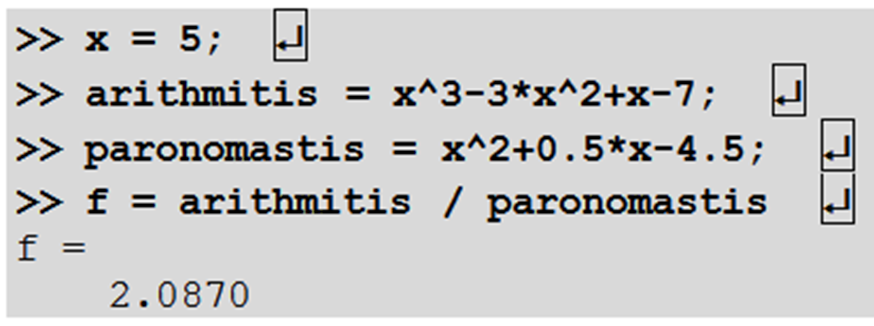 >> x = 5; ↵
>> arithmitis = x^3-3*x^2+x-7; ↵
>> paronomastis = x^2+0.5*x-4.5; ↵
>> f = arithmitis / paronomastis ↵
f =
2.0870